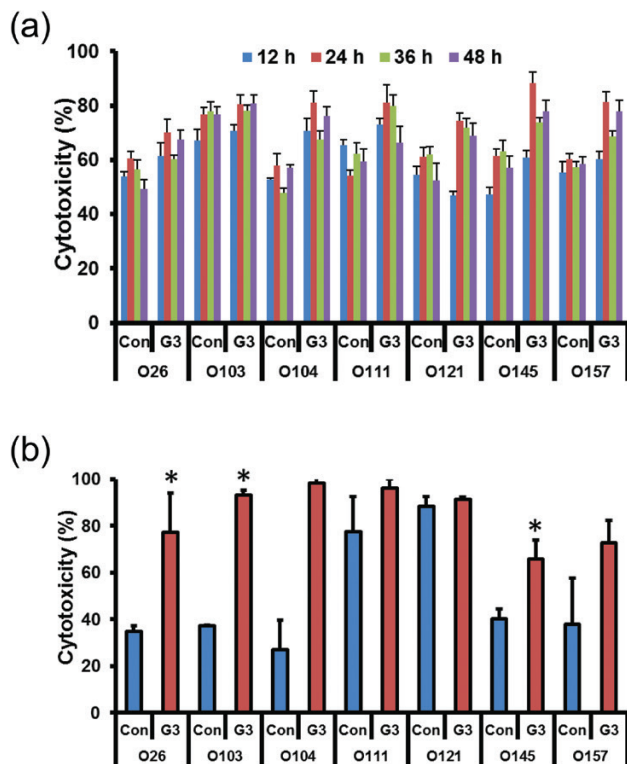 (a)
12 h 24 h 36 h 48 h
Cytotoxicity (%)
100
80
60
40
20
0
Con G3 Con G3 Con G3 Con G3 Con G3 Con G3 Con G3
O26 O103 O104 O111 O121 O145 O157
(b)
Cytotoxicity (%)
100
80
60
40
20
0
* * *
Con G3 Con G3 Con G3 Con G3 Con G3 Con G3 Con G3
O26 O103 O104 O111 O121 O145 O157